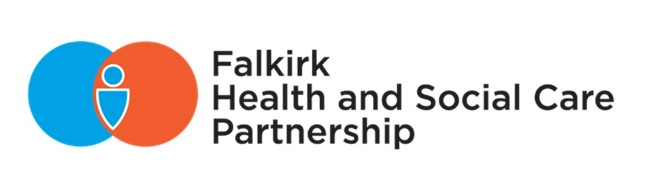 Falkirk
Health and Social Care
Partnership